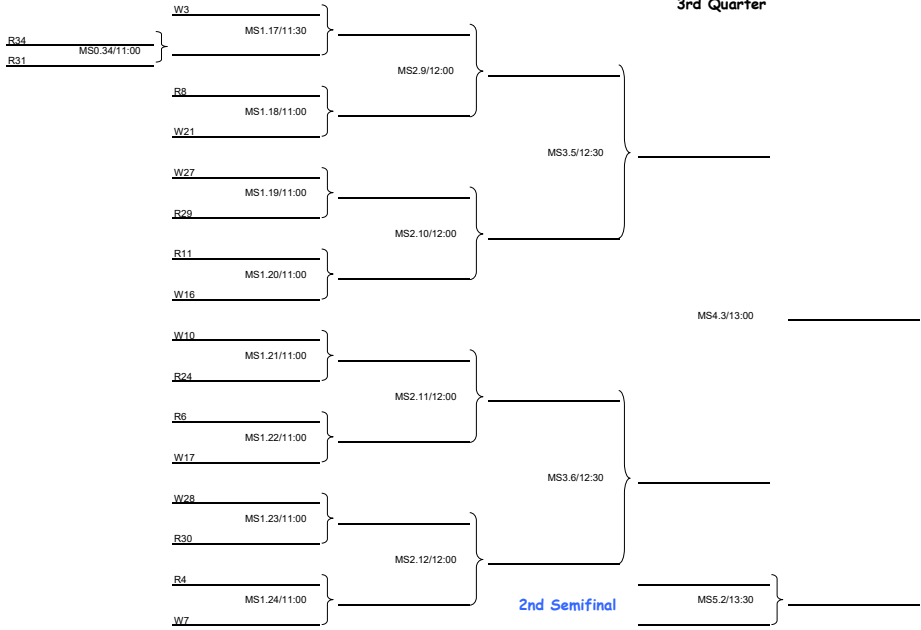 3rd Quarter
W3
MS1.17/11:30
R34
MS0.34/11:00
R31
MS2.9/12:00
R8
MS1.18/11:00
W21
MS3.5/12:30
W27
MS1.19/11:00
R29
MS2.10/12:00
R11
MS1.20/11:00
W16
MS4.3/13:00
W10
MS1.21/11:00
R24
MS2.11/12:00
R6
MS1.22/11:00
W17
MS3.6/12:30
W28
MS1.23/11:00
R30
MS2.12/12:00
R4
MS1.24/11:00
2nd Semifinal
MS5.2/13:30
W7